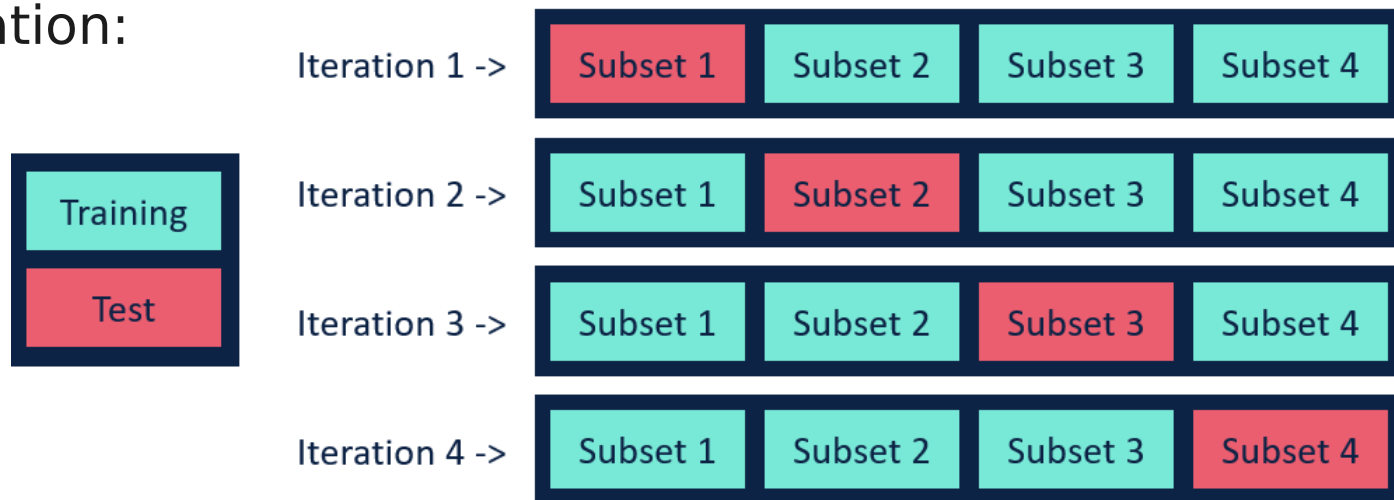 Iteration 1 -> Subset 1 Subset 2 Subset 3 Subset 4
Iteration 2 -> Subset 1 Subset 2 Subset 3 Subset 4
Training
Test
Iteration 3 -> Subset 1 Subset 2 Subset 3 Subset 4
Iteration 4 -> Subset 1 Subset 2 Subset 3 Subset 4